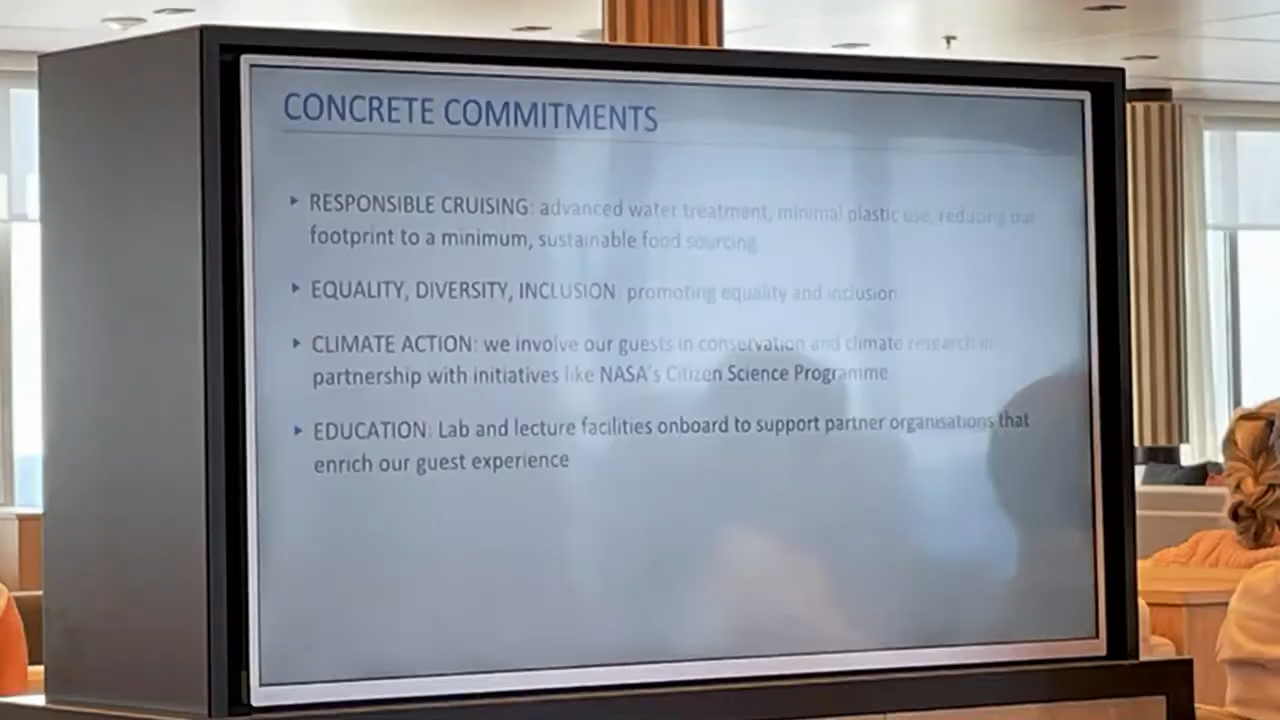 CONCRETE COMMITMENTS
RESPONSIBLE CRUISING: advanced water treatment, minimal plastic use, reducing our
footprint to a minimum, sustainable food sourcing
EQUALITY, DIVERSITY, INCLUSION: promoting equality and inclusion
CLIMATE ACTION: we involve our guests in conservation and climate research in
partnership with initiatives like NASA's Citizen Science Programme
EDUCATION: Lab and lecture facilities onboard to support partner organisations that
enrich our guest experience